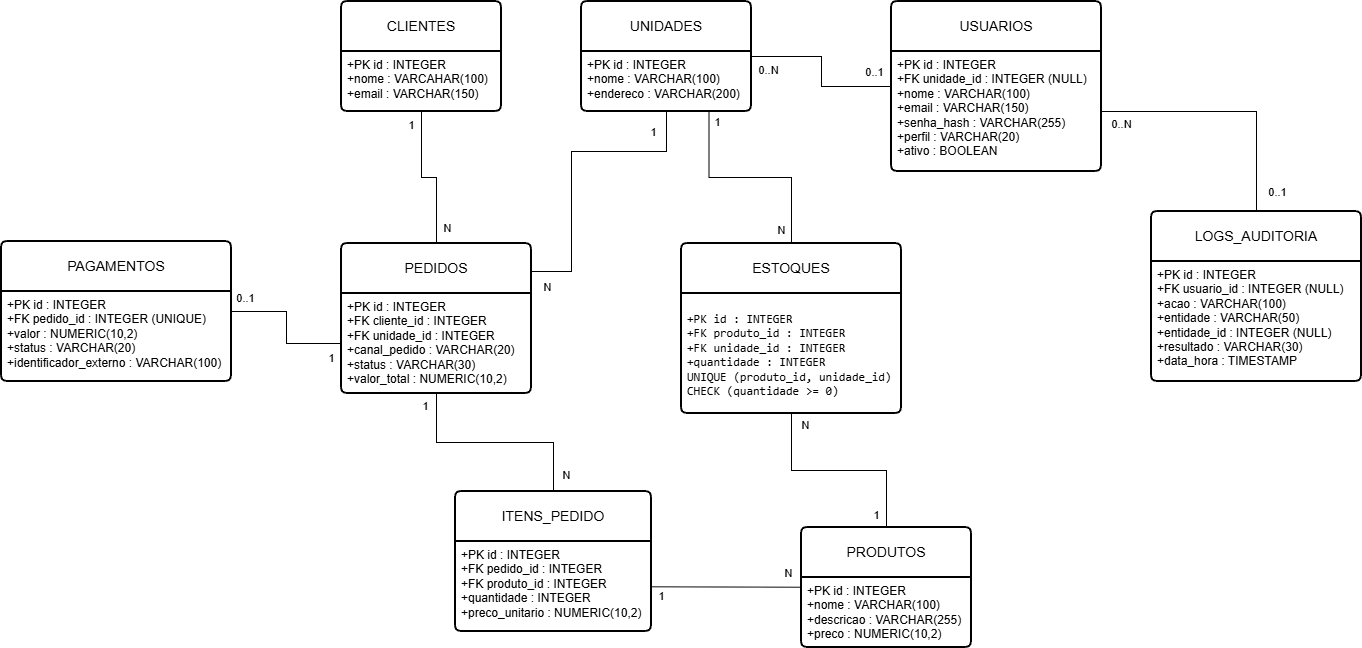 CLIENTES
+PK id : INTEGER
+nome : VARCAHAR(100)
+email : VARCHAR(150)
UNIDADES
+PK id : INTEGER
+nome : VARCHAR(100)
+endereco : VARCHAR(200)
USUARIOS
+PK id : INTEGER
+FK unidade_id : INTEGER (NULL)
+nome : VARCHAR(100)
+email : VARCHAR(150)
+senha_hash : VARCHAR(255)
+perfil : VARCHAR(20)
+ativo : BOOLEAN
0..N
0..1
1
1
1
0..N
0..1
N
N
N
PAGAMENTOS
+PK id : INTEGER
+FK pedido_id : INTEGER (UNIQUE)
+valor : NUMERIC(10,2)
+status : VARCHAR(20)
+identificador_externo : VARCHAR(100)
0..1
1
PEDIDOS
+PK id : INTEGER
+FK cliente_id : INTEGER
+FK unidade_id : INTEGER
+canal_pedido : VARCHAR(20)
+status : VARCHAR(30)
+valor_total : NUMERIC(10,2)
ESTOQUES
+PK id : INTEGER
+FK produto_id : INTEGER
+FK unidade_id : INTEGER
+quantidade : INTEGER
UNIQUE (produto_id, unidade_id)
CHECK (quantidade >= 0)
LOGS_AUDITORIA
+PK id : INTEGER
+FK usuario_id : INTEGER (NULL)
+acao : VARCHAR(100)
+entidade : VARCHAR(50)
+entidade_id : INTEGER (NULL)
+resultado : VARCHAR(30)
+data_hora : TIMESTAMP
1
N
N
1
ITENS_PEDIDO
+PK id : INTEGER
+FK pedido_id : INTEGER
+FK produto_id : INTEGER
+quantidade : INTEGER
+preco_unitario : NUMERIC(10,2)
1
N
PRODUTOS
+PK id : INTEGER
+nome : VARCHAR(100)
+descricao : VARCHAR(255)
+preco : NUMERIC(10,2)